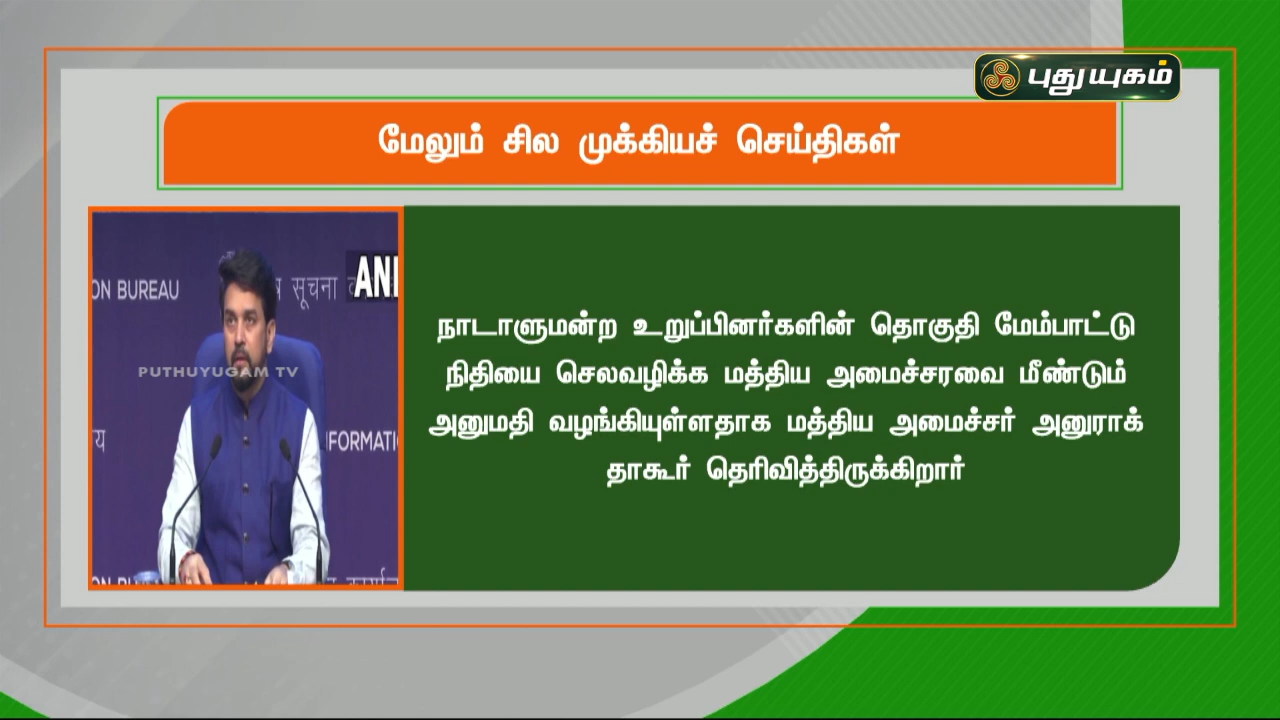 புதுயுகம்
மேலும் சில முக்கியச் செய்திகள்
ON BUREAU
सूचना
ANI
PUTHUYUGAM TV
நாடாளுமன்ற உறுப்பினர்களின் தொகுதி மேம்பாட்டு
நிதியை செலவழிக்க மத்திய அமைச்சரவை மீண்டும்
அனுமதி வழங்கியுள்ளதாக மத்திய அமைச்சர் அனுராக்
தாகூர் தெரிவித்திருக்கிறார்